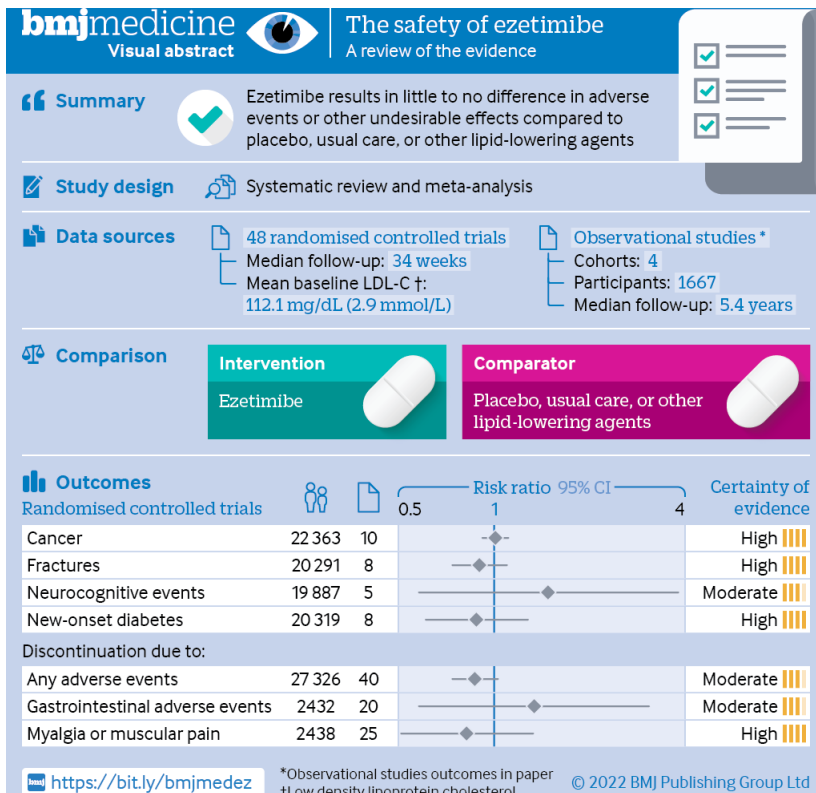 bmjmedicine
Visual abstract
The safety of ezetimibe
A review of the evidence
Summary
Ezetimibe results in little to no difference in adverse
events or other undesirable effects compared to
placebo, usual care, or other lipid-lowering agents
Study design
Systematic review and meta-analysis
Data sources
48 randomised controlled trials
Median follow-up: 34 weeks
Mean baseline LDL-C †:
112.1 mg/dL (2.9 mmol/L)
Observational studies *
Cohorts: 4
Participants: 1667
Median follow-up: 5.4 years
Comparison
Intervention
Ezetimibe
Comparator
Placebo, usual care, or other
lipid-lowering agents
Outcomes
Randomised controlled trials
Risk ratio 95% CI
0.5 1 4
Certainty of
evidence
Cancer 22 363 10 High
Fractures 20 291 8 High
Neurocognitive events 19 887 5 Moderate
New-onset diabetes 20 319 8 High
Discontinuation due to:
Any adverse events 27 326 40 Moderate
Gastrointestinal adverse events 2432 20 Moderate
Myalgia or muscular pain 2438 25 High
bmj https://bit.ly/bmjmedez
*Observational studies outcomes in paper
†Low density lipoprotein cholesterol
© 2022 BMJ Publishing Group Ltd